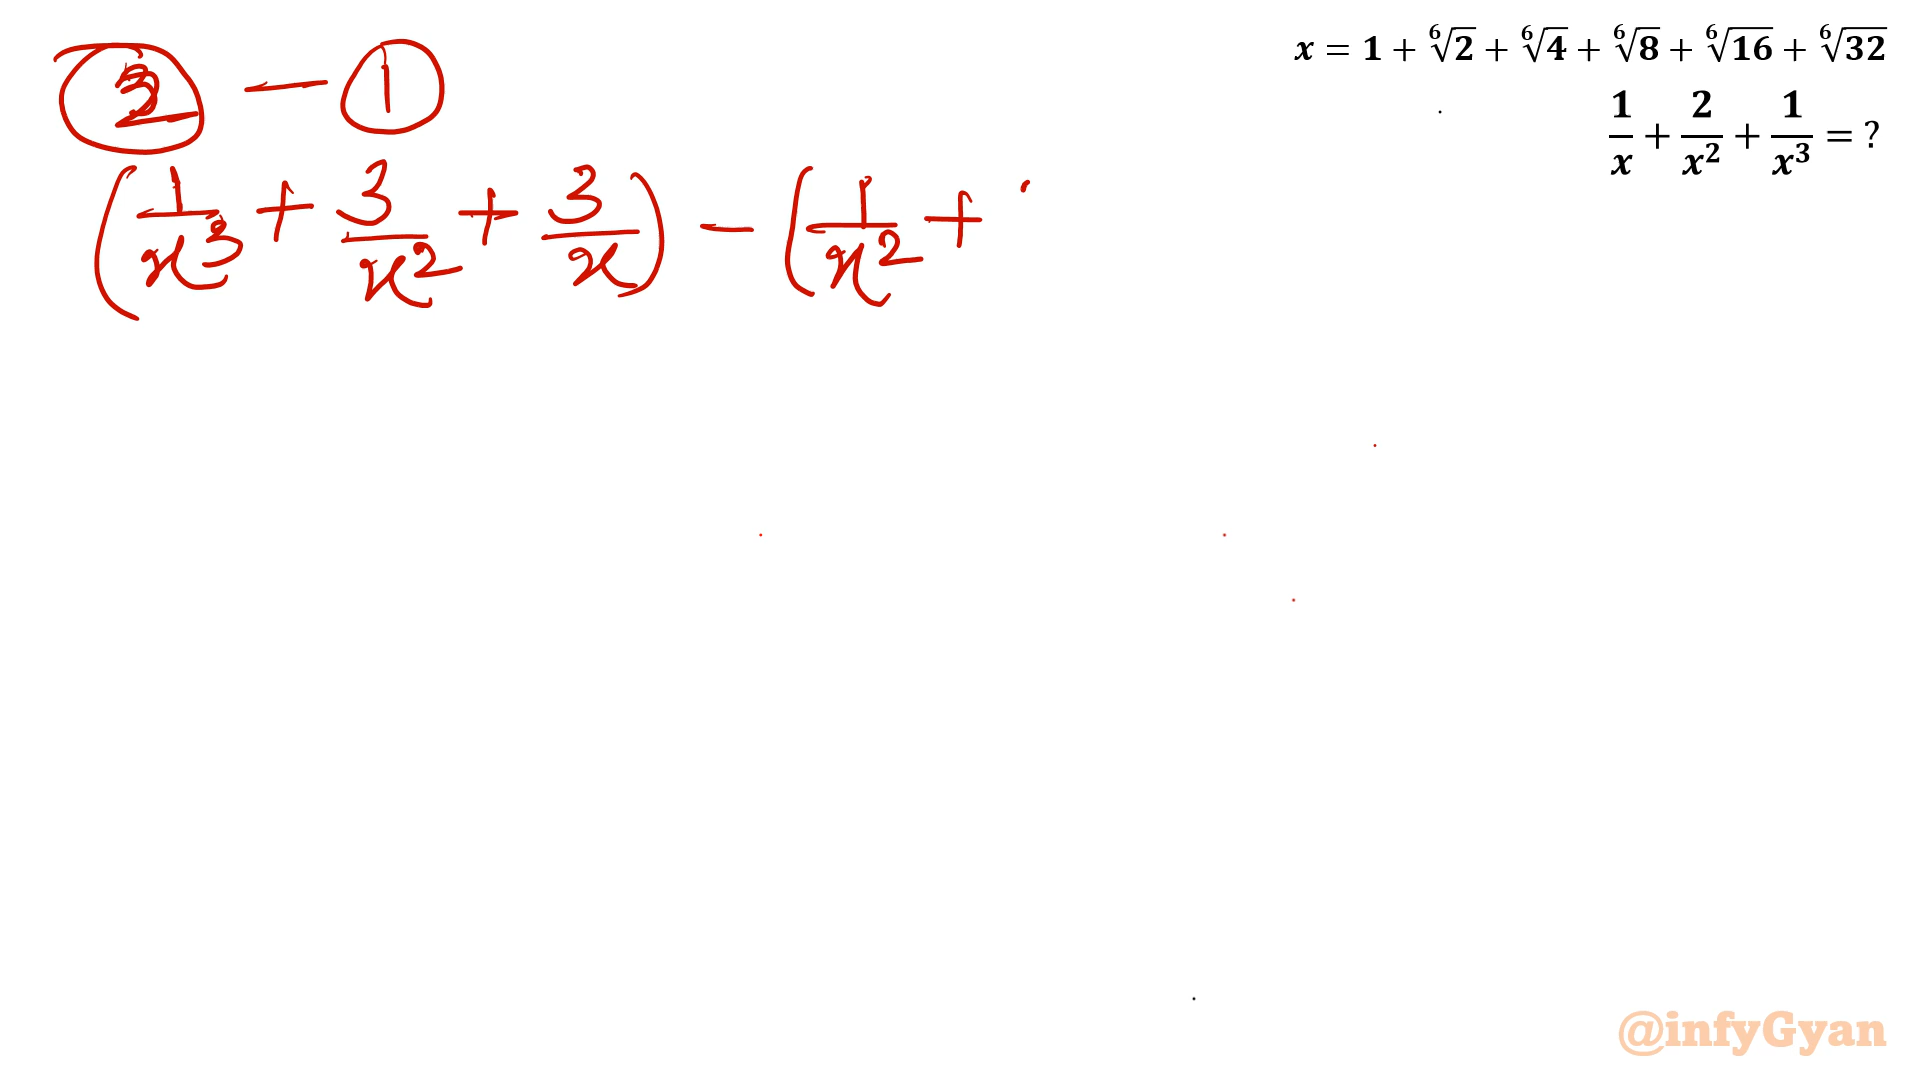 x = 1 + ⁶√2 + ⁶√4 + ⁶√8 + ⁶√16 + ⁶√32
1/x + 2/x² + 1/x³ = ?
② − ①
(1/x³ + 3/x² + 3/x) − (1/x² +
@infyGyan